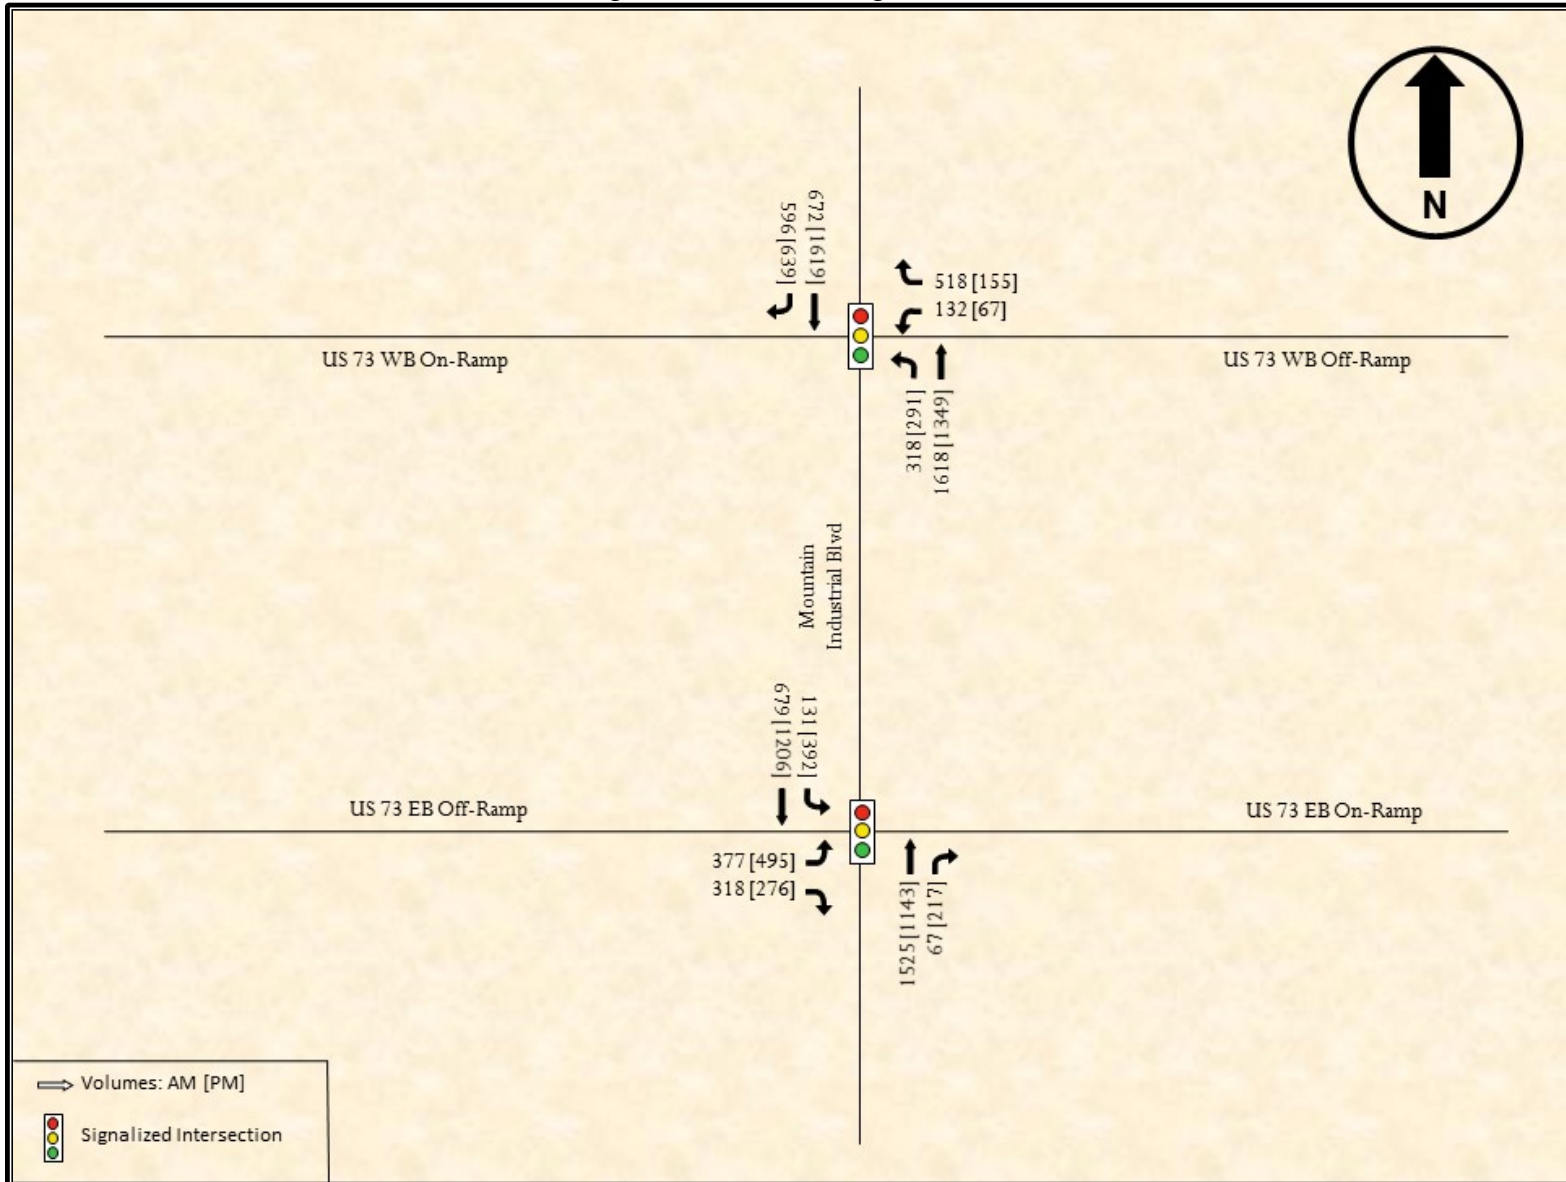 N
596 [639]
672 [1619]
518 [155]
132 [67]
US 73 WB On-Ramp
US 73 WB Off-Ramp
318 [291]
1618 [1349]
Mountain
Industrial Blvd
679 [1206]
131 [392]
US 73 EB Off-Ramp
US 73 EB On-Ramp
377 [495]
318 [276]
1525 [1143]
67 [217]
Volumes: AM [PM]
Signalized Intersection